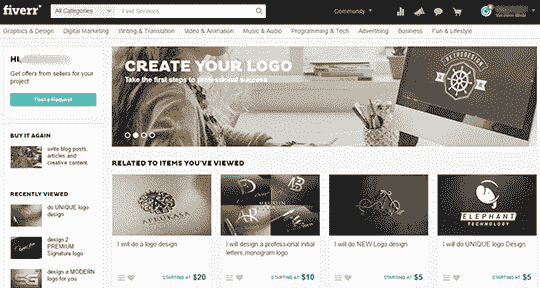 fiverr
All Categories
Find Services
Community
Graphics & Design
Digital Marketing
Writing & Translation
Video & Animation
Music & Audio
Programming & Tech
Advertising
Business
Fun & Lifestyle
HI,
Get offers from sellers for your
project
Post a Request
CREATE YOUR LOGO
Take the first steps to professional success
RETRODESIGN
BUY IT AGAIN
write blog posts,
articles and
creative content
RECENTLY VIEWED
do UNIQUE logo
design
design 2
PREMIUM
Signature logo
design a MODERN
logo for you
RELATED TO ITEMS YOU'VE VIEWED
I will do a logo design
STARTING AT $20
I will design a professional initial
letters,monogram logo
STARTING AT $10
I will do NEW Logo design
STARTING AT $5
ELEPHANT
TECHNOLOGY
I will do UNIQUE logo Design
STARTING AT $5